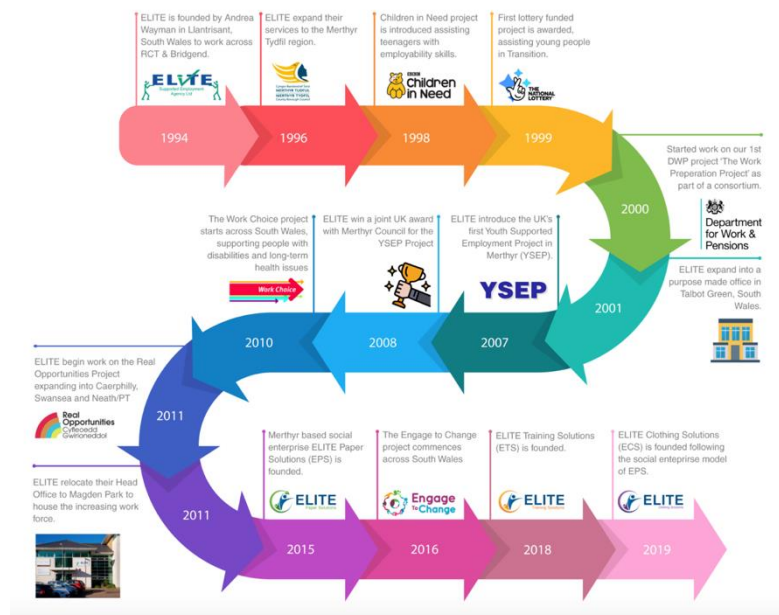 ELITE is founded by Andrea
Wayman in Llantrisant,
South Wales to work across
RCT & Bridgend.
ELITE
Supported Employment
Agency Ltd
1994
ELITE expand their
services to the Merthyr
Tydfil region.
MERTHYR TUDFUL
MERTHYR TYDFIL
1996
Children in Need project
is introduced assisting
teenagers with
employability skills.
BBC
Children
in Need
1998
First lottery funded
project is awarded,
assisting young people
in Transition.
THE
NATIONAL
LOTTERY
1999
Started work on our 1st
DWP project 'The Work
Preperation Project' as
part of a consortium.
Department
for Work &
Pensions
2000
ELITE expand into a
purpose made office in
Talbot Green, South
Wales.
2001
ELITE introduce the UK's
first Youth Supported
Employment Project in
Merthyr (YSEP).
YSEP
2007
ELITE win a joint UK award
with Merthyr Council for the
YSEP Project
2008
The Work Choice project
starts across South Wales,
supporting people with
disabilities and long-term
health issues
Work Choice
2010
ELITE begin work on the Real
Opportunities Project
expanding into Caerphilly,
Swansea and Neath/PT
Real
Opportunities
Cyfleoedd
Gwirioneddol
2011
ELITE relocate their Head
Office to Magden Park to
house the increasing work
force.
2011
Merthyr based social
enterprise ELITE Paper
Solutions (EPS) is
founded.
ELITE
Paper Solutions
2015
The Engage to Change
project commences
across South Wales
Engage
To Change
2016
ELITE Training Solutions
(ETS) is founded.
ELITE
Training Solutions
2018
ELITE Clothing Solutions
(ECS) is founded following
the social enteprirse model
of EPS.
ELITE
Clothing Solutions
2019